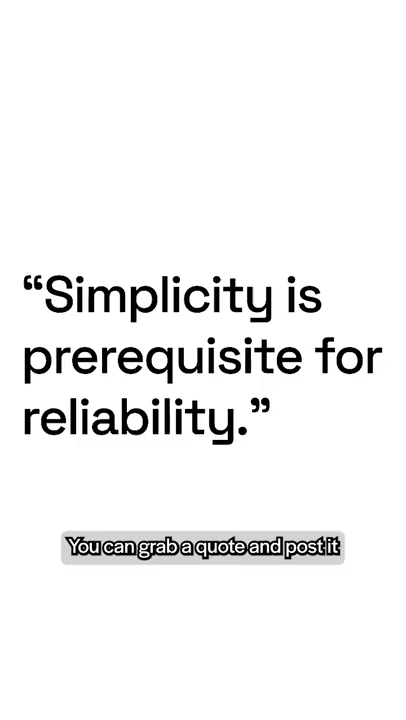 “Simplicity is
prerequisite for
reliability.”
You can grab a quote and post it